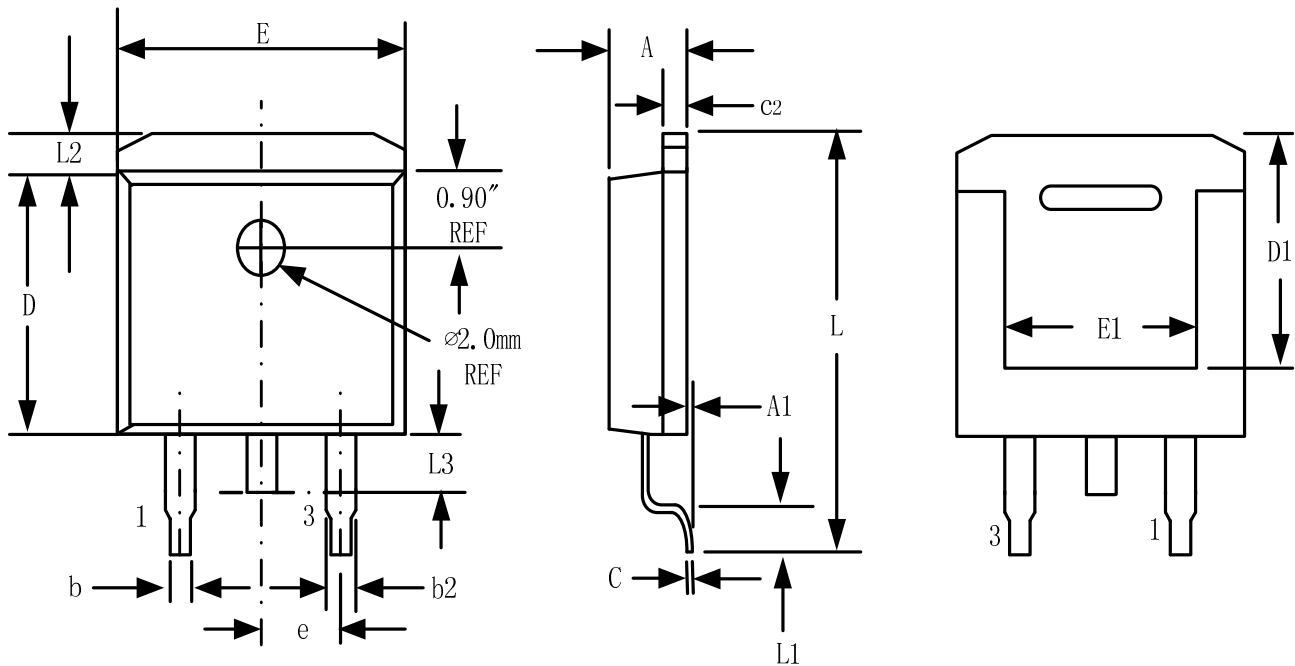 E
L2
0.90″
REF
D
⌀2.0mm
REF
L3
1
3
b
b2
e
A
C2
L
A1
C
L1
D1
E1
3
1